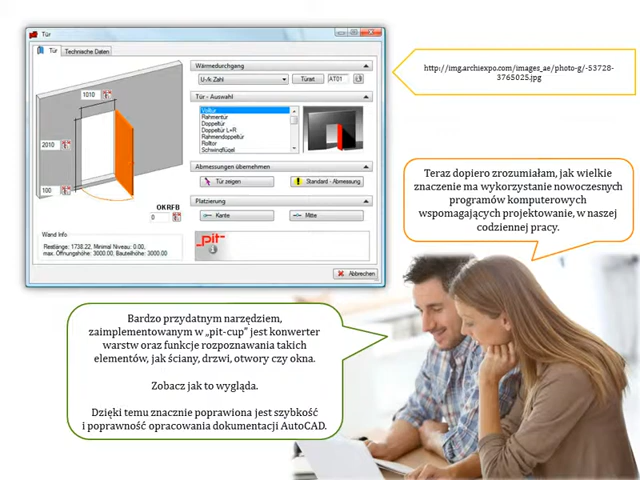 Tür
Tür
Technische Daten
Wärmedurchgang
U-/k Zahl
Türart
AT01
Tür - Auswahl
Volltür
Rahmentür
Doppeltür
Doppeltür L+R
Rahmendoppeltür
Rolltor
Schwingflügel
Abmessungen übernehmen
Tür zeigen
Standard - Abmessung
Platzierung
Kante
Mitte
1010
2010
100
OKRFB
0
Wand Info
Restlänge: 1738.22, Minimal Niveau: 0.00,
max. Öffnungshöhe: 3000.00, Bauteilhöhe: 3000.00
pit-
Abbrechen
http://img.archiexpo.com/images_ae/photo-g/-53728-
3765025.jpg
Teraz dopiero zrozumiałam, jak wielkie
znaczenie ma wykorzystanie nowoczesnych
programów komputerowych
wspomagających projektowanie, w naszej
codziennej pracy.
Bardzo przydatnym narzędziem,
zaimplementowanym w „pit-cup” jest konwerter
warstw oraz funkcje rozpoznawania takich
elementów, jak ściany, drzwi, otwory czy okna.
Zobacz jak to wygląda.
Dzięki temu znacznie poprawiona jest szybkość
i poprawność opracowania dokumentacji AutoCAD.